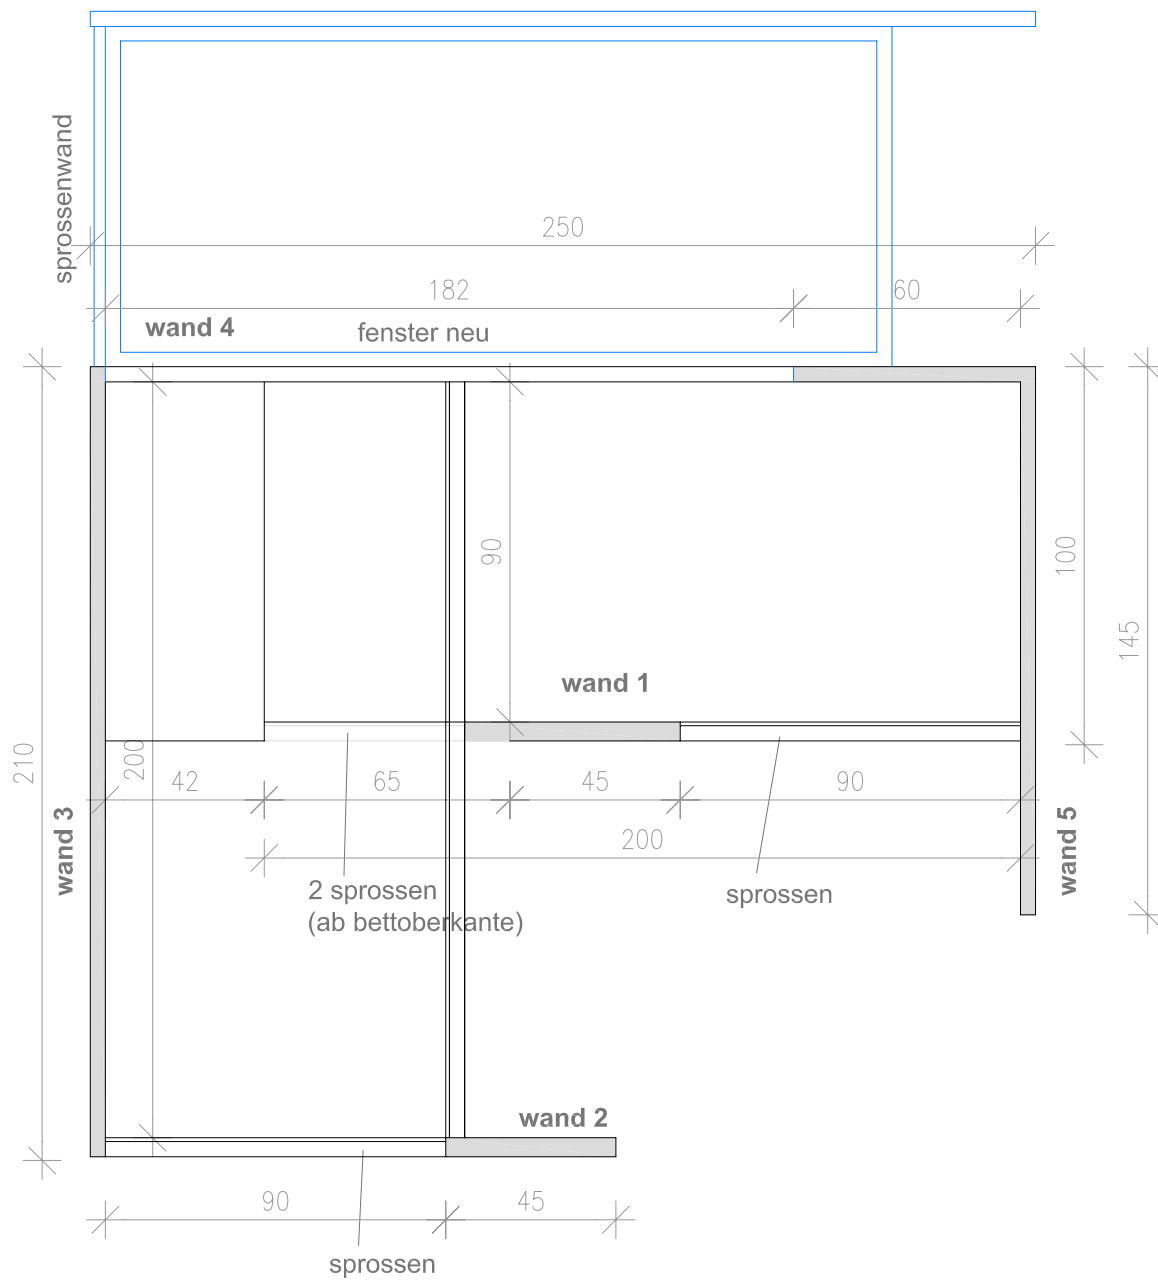 sprossenwand
250
182
60
wand 4
fenster neu
90
100
145
wand 1
210
200
42
65
45
90
200
wand 3
wand 5
2 sprossen
(ab bettoberkante)
sprossen
wand 2
90
45
sprossen